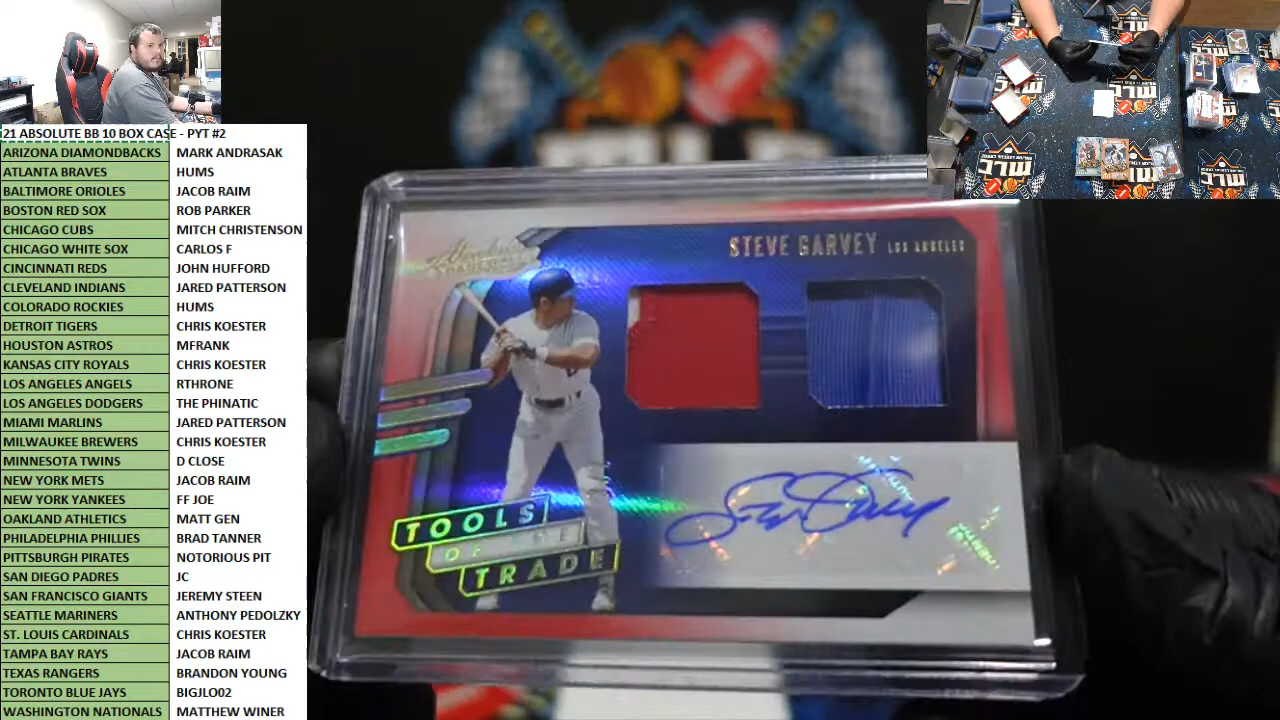 21 ABSOLUTE BB 10 BOX CASE - PYT #2
ARIZONA DIAMONDBACKS MARK ANDRASAK
ATLANTA BRAVES HUMS
BALTIMORE ORIOLES JACOB RAIM
BOSTON RED SOX ROB PARKER
CHICAGO CUBS MITCH CHRISTENSON
CHICAGO WHITE SOX CARLOS F
CINCINNATI REDS JOHN HUFFORD
CLEVELAND INDIANS JARED PATTERSON
COLORADO ROCKIES HUMS
DETROIT TIGERS CHRIS KOESTER
HOUSTON ASTROS MFRANK
KANSAS CITY ROYALS CHRIS KOESTER
LOS ANGELES ANGELS RTHRONE
LOS ANGELES DODGERS THE PHINATIC
MIAMI MARLINS JARED PATTERSON
MILWAUKEE BREWERS CHRIS KOESTER
MINNESOTA TWINS D CLOSE
NEW YORK METS JACOB RAIM
NEW YORK YANKEES FF JOE
OAKLAND ATHLETICS MATT GEN
PHILADELPHIA PHILLIES BRAD TANNER
PITTSBURGH PIRATES NOTORIOUS PIT
SAN DIEGO PADRES JC
SAN FRANCISCO GIANTS JEREMY STEEN
SEATTLE MARINERS ANTHONY PEDOLZKY
ST. LOUIS CARDINALS CHRIS KOESTER
TAMPA BAY RAYS JACOB RAIM
TEXAS RANGERS BRANDON YOUNG
TORONTO BLUE JAYS BIGJLO02
WASHINGTON NATIONALS MATTHEW WINER
Absolute
STEVE GARVEY LOS ANGELES
TOOLS
OF THE
TRADE
MLC
MLC
MLC